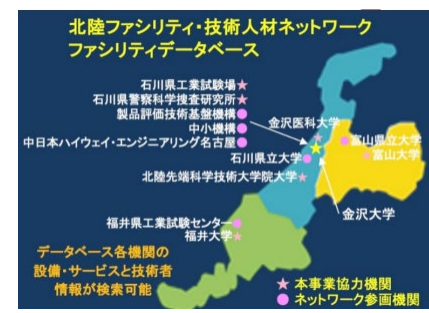 北陸ファシリティ・技術人材ネットワーク
ファシリティデータベース
石川県工業試験場★
石川県警察科学捜査研究所★
製品評価技術基盤機構●
中小機構●
中日本ハイウェイ・エンジニアリング名古屋●
金沢医科大学
★
●富山県立大学
★富山大学
石川県立大学●
北陸先端科学技術大学院大学★
金沢大学
福井県工業試験センター●
福井大学★
データベース各機関の
設備・サービスと技術者
情報が検索可能
★本事業協力機関
●ネットワーク参画機関